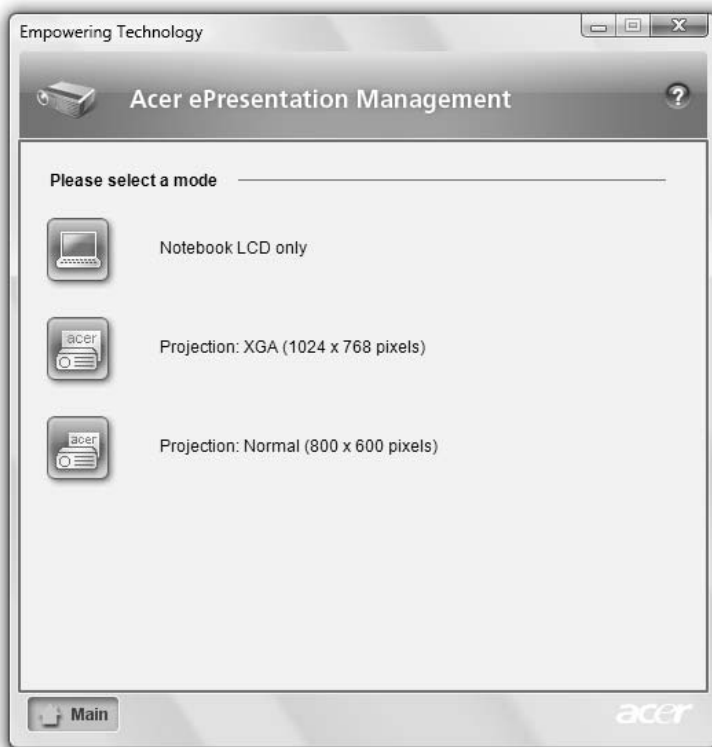 Empowering Technology
Acer ePresentation Management
?
Please select a mode
Notebook LCD only
acer
Projection: XGA (1024 x 768 pixels)
acer
Projection: Normal (800 x 600 pixels)
Main
acer